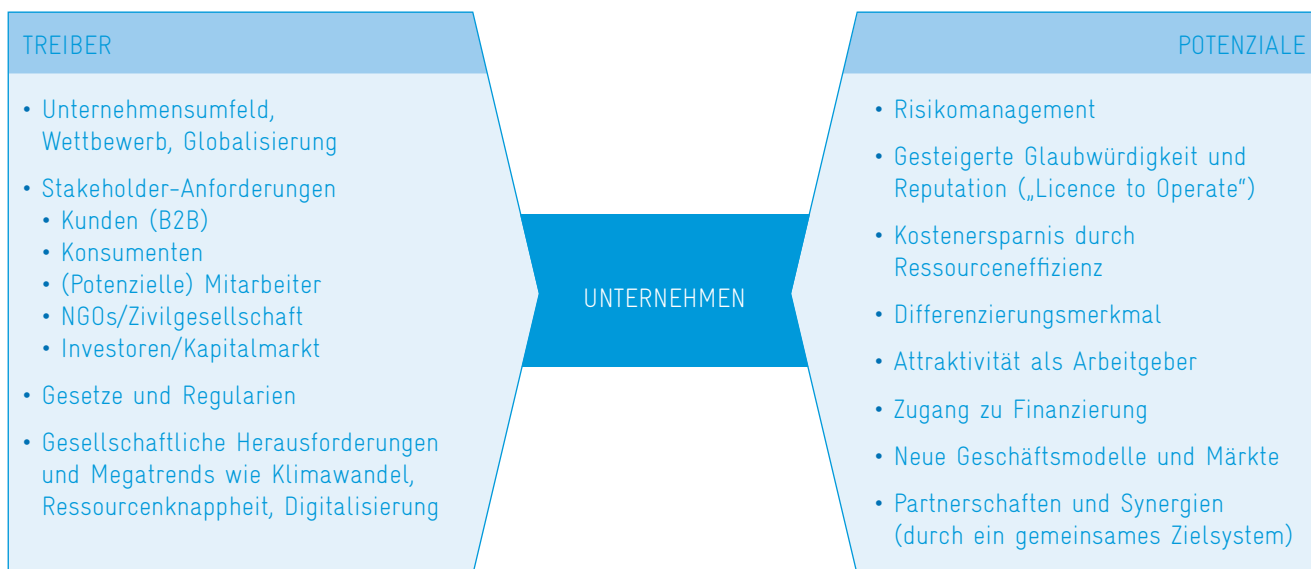 TREIBER
• Unternehmensumfeld,
Wettbewerb, Globalisierung
• Stakeholder-Anforderungen
• Kunden (B2B)
• Konsumenten
• (Potenzielle) Mitarbeiter
• NGOs/Zivilgesellschaft
• Investoren/Kapitalmarkt
• Gesetze und Regularien
• Gesellschaftliche Herausforderungen
und Megatrends wie Klimawandel,
Ressourcenknappheit, Digitalisierung
UNTERNEHMEN
POTENZIALE
• Risikomanagement
• Gesteigerte Glaubwürdigkeit und
Reputation („Licence to Operate“)
• Kostenersparnis durch
Ressourceneffizienz
• Differenzierungsmerkmal
• Attraktivität als Arbeitgeber
• Zugang zu Finanzierung
• Neue Geschäftsmodelle und Märkte
• Partnerschaften und Synergien
(durch ein gemeinsames Zielsystem)